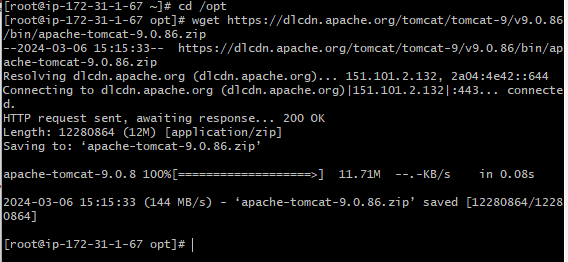 [root@ip-172-31-1-67 ~]# cd /opt
[root@ip-172-31-1-67 opt]# wget https://dlcdn.apache.org/tomcat/tomcat-9/v9.0.86
/bin/apache-tomcat-9.0.86.zip
--2024-03-06 15:15:33--  https://dlcdn.apache.org/tomcat/tomcat-9/v9.0.86/bin/ap
ache-tomcat-9.0.86.zip
Resolving dlcdn.apache.org (dlcdn.apache.org)... 151.101.2.132, 2a04:4e42::644
Connecting to dlcdn.apache.org (dlcdn.apache.org)|151.101.2.132|:443... connecte
d.
HTTP request sent, awaiting response... 200 OK
Length: 12280864 (12M) [application/zip]
Saving to: ‘apache-tomcat-9.0.86.zip’
apache-tomcat-9.0.8 100%[===================>]  11.71M  --.-KB/s    in 0.08s
2024-03-06 15:15:33 (144 MB/s) - ‘apache-tomcat-9.0.86.zip’ saved [12280864/1228
0864]
[root@ip-172-31-1-67 opt]#